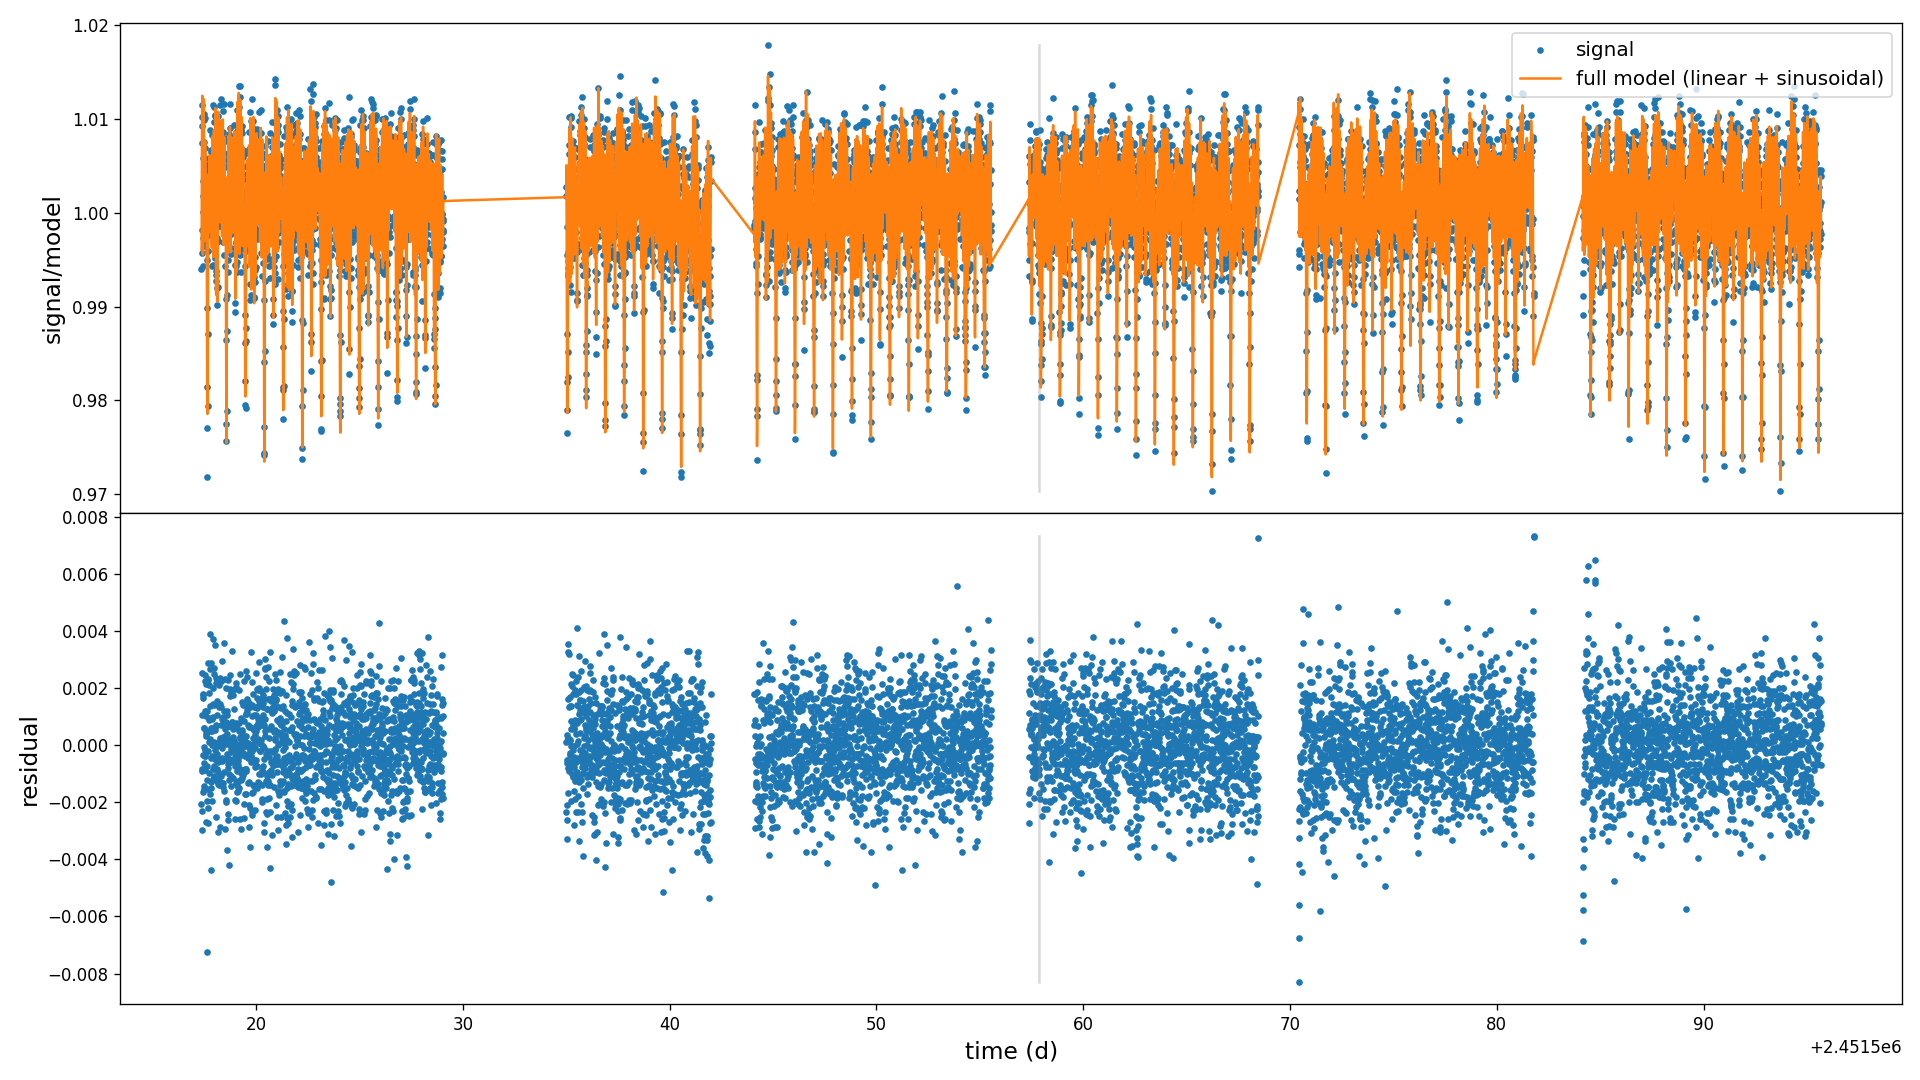 1.02
1.01
1.00
0.99
0.98
0.97
signal/model
signal
full model (linear + sinusoidal)
0.008
0.006
0.004
0.002
0.000
−0.002
−0.004
−0.006
−0.008
residual
20 30 40 50 60 70 80 90
time (d)
+2.4515e6